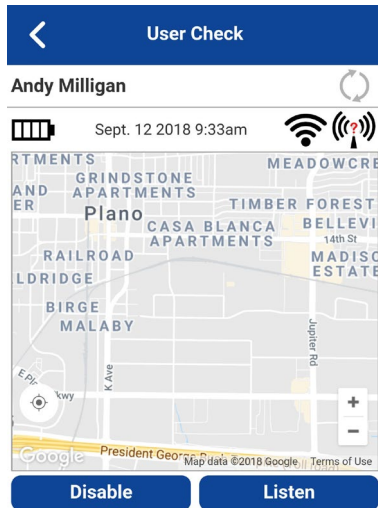 User Check
Andy Milligan
Sept. 12 2018 9:33am
?
RTMENTS
MEADOWCRE
GRINDSTONE
AND APARTMENTS
ER
TIMBER FOREST
Plano
CASA BLANCA
BELLEVI
APARTMENTS
14th St
RAILROAD
MADISO
ESTATE
LDRIDGE
BIRGE
MALABY
Jupiter Rd
K Ave
kwy
+
−
Google
President George
Map data ©2018 Google Terms of Use
Disable
Listen